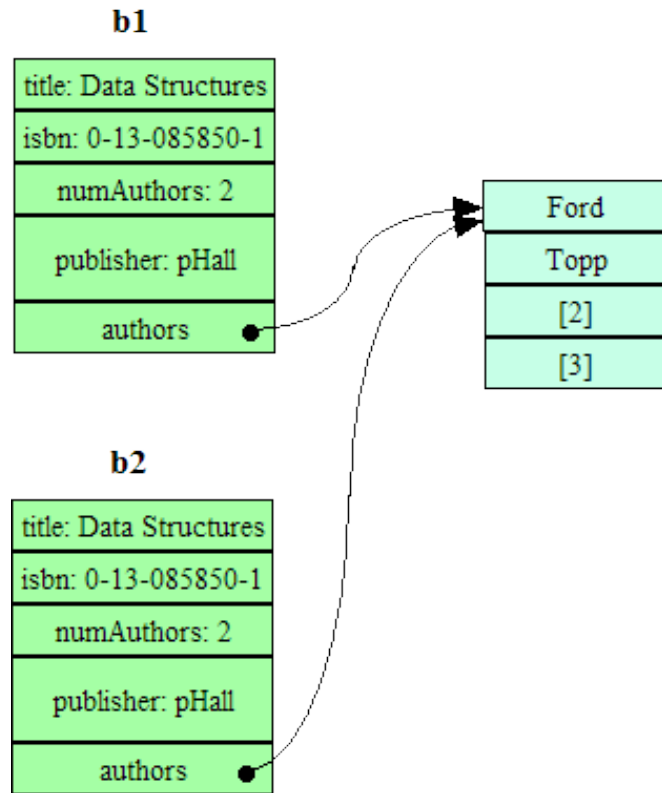 b1
title: Data Structures
isbn: 0-13-085850-1
numAuthors: 2
publisher: pHall
authors
Ford
Topp
[2]
[3]
b2
title: Data Structures
isbn: 0-13-085850-1
numAuthors: 2
publisher: pHall
authors